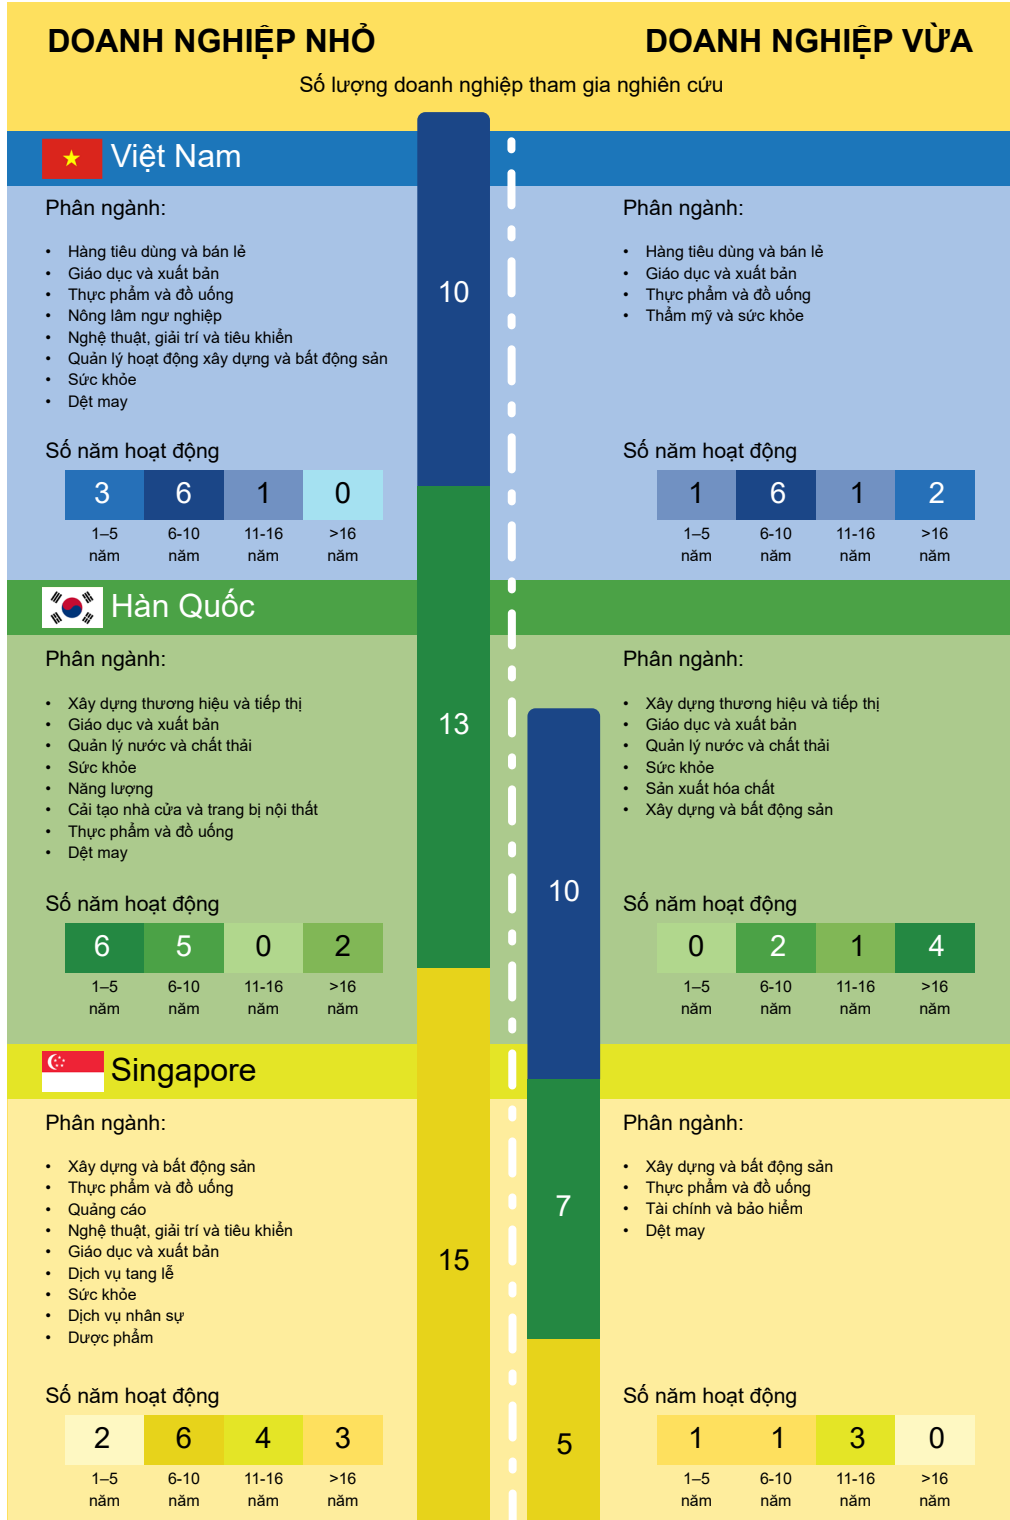 DOANH NGHIỆP NHỎ
DOANH NGHIỆP VỪA
Số lượng doanh nghiệp tham gia nghiên cứu
Việt Nam
Phân ngành:
• Hàng tiêu dùng và bán lẻ
• Giáo dục và xuất bản
• Thực phẩm và đồ uống
• Nông lâm ngư nghiệp
• Nghệ thuật, giải trí và tiêu khiển
• Quản lý hoạt động xây dựng và bất động sản
• Sức khỏe
• Dệt may
Số năm hoạt động
3 6 1 0
1–5 6-10 11-16 >16
năm năm năm năm
10
Phân ngành:
• Hàng tiêu dùng và bán lẻ
• Giáo dục và xuất bản
• Thực phẩm và đồ uống
• Thẩm mỹ và sức khỏe
Số năm hoạt động
1 6 1 2
1–5 6-10 11-16 >16
năm năm năm năm
Hàn Quốc
Phân ngành:
• Xây dựng thương hiệu và tiếp thị
• Giáo dục và xuất bản
• Quản lý nước và chất thải
• Sức khỏe
• Năng lượng
• Cải tạo nhà cửa và trang bị nội thất
• Thực phẩm và đồ uống
• Dệt may
Số năm hoạt động
6 5 0 2
1–5 6-10 11-16 >16
năm năm năm năm
13
10
Phân ngành:
• Xây dựng thương hiệu và tiếp thị
• Giáo dục và xuất bản
• Quản lý nước và chất thải
• Sức khỏe
• Sản xuất hóa chất
• Xây dựng và bất động sản
Số năm hoạt động
0 2 1 4
1–5 6-10 11-16 >16
năm năm năm năm
Singapore
Phân ngành:
• Xây dựng và bất động sản
• Thực phẩm và đồ uống
• Quảng cáo
• Nghệ thuật, giải trí và tiêu khiển
• Giáo dục và xuất bản
• Dịch vụ tang lễ
• Sức khỏe
• Dịch vụ nhân sự
• Dược phẩm
Số năm hoạt động
2 6 4 3
1–5 6-10 11-16 >16
năm năm năm năm
15
7
5
Phân ngành:
• Xây dựng và bất động sản
• Thực phẩm và đồ uống
• Tài chính và bảo hiểm
• Dệt may
Số năm hoạt động
1 1 3 0
1–5 6-10 11-16 >16
năm năm năm năm